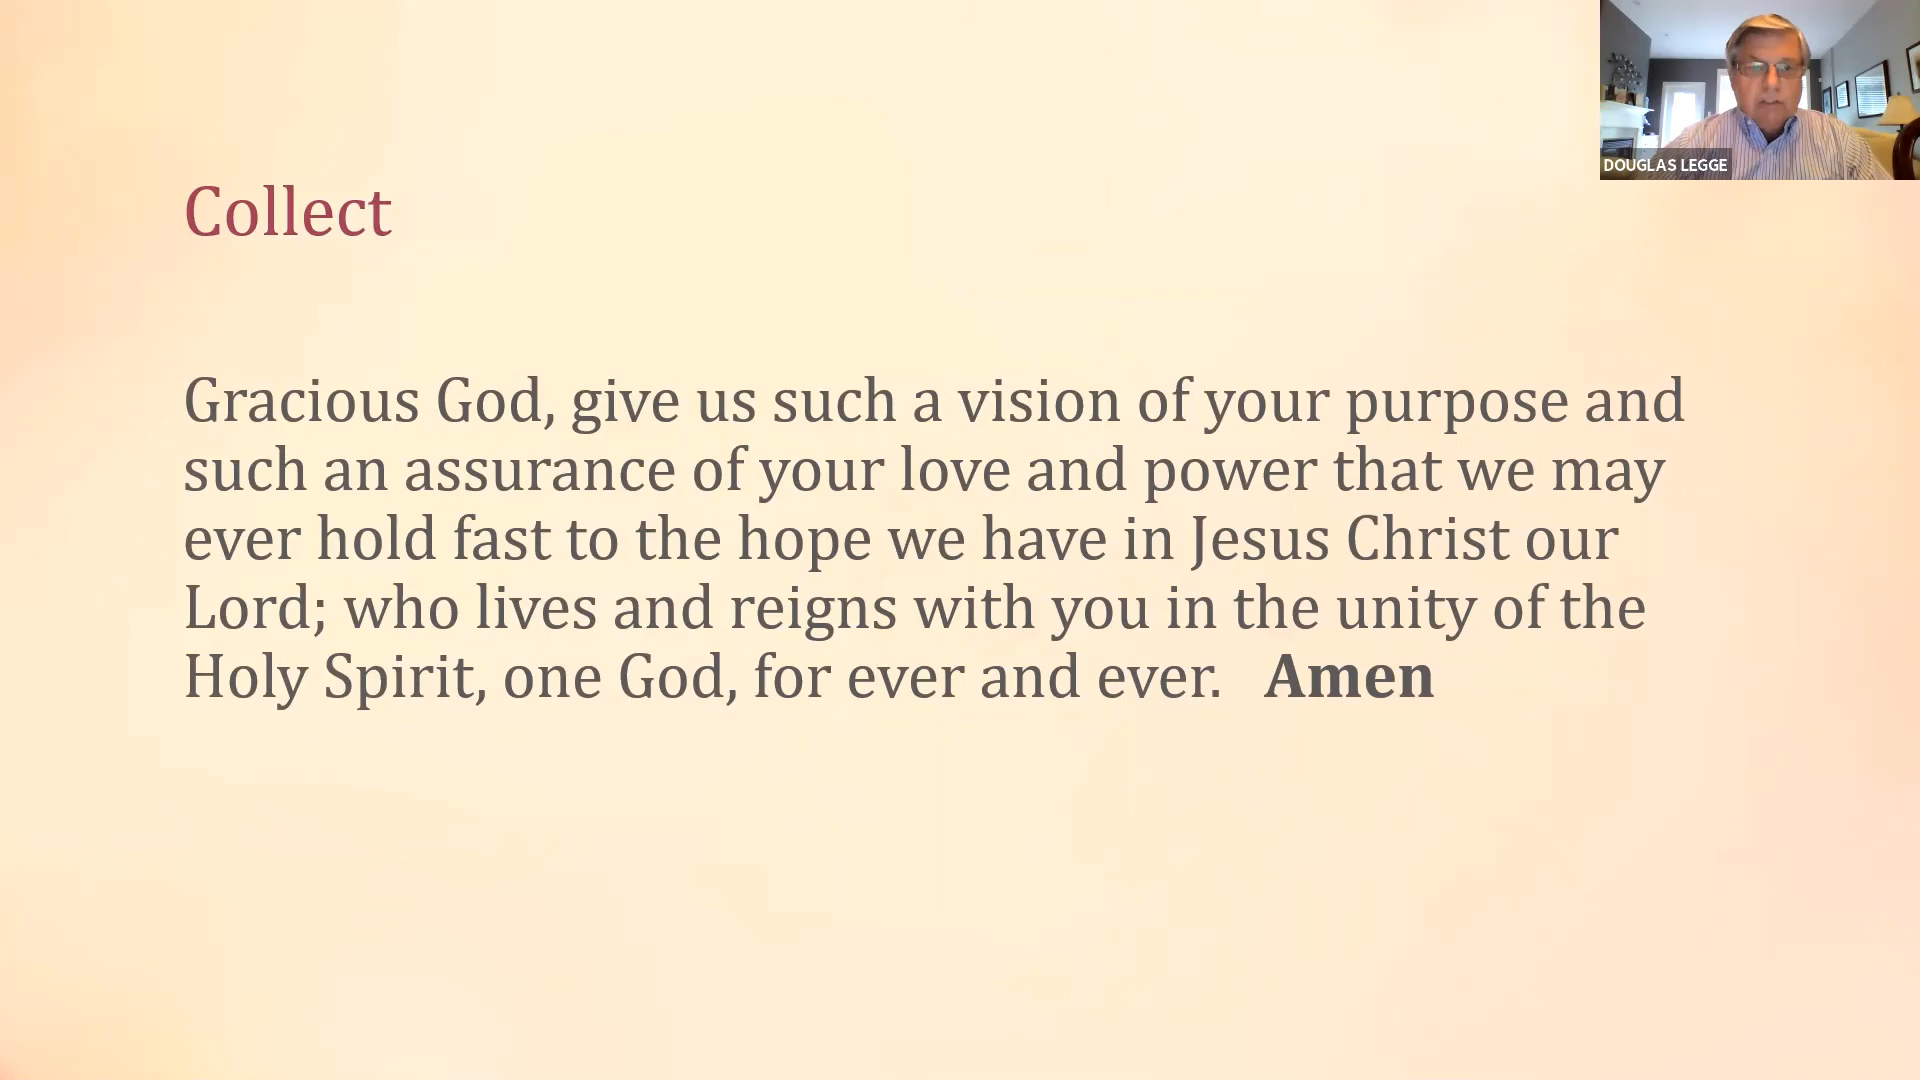 DOUGLAS LEGGE
Collect
Gracious God, give us such a vision of your purpose and
such an assurance of your love and power that we may
ever hold fast to the hope we have in Jesus Christ our
Lord; who lives and reigns with you in the unity of the
Holy Spirit, one God, for ever and ever.   Amen